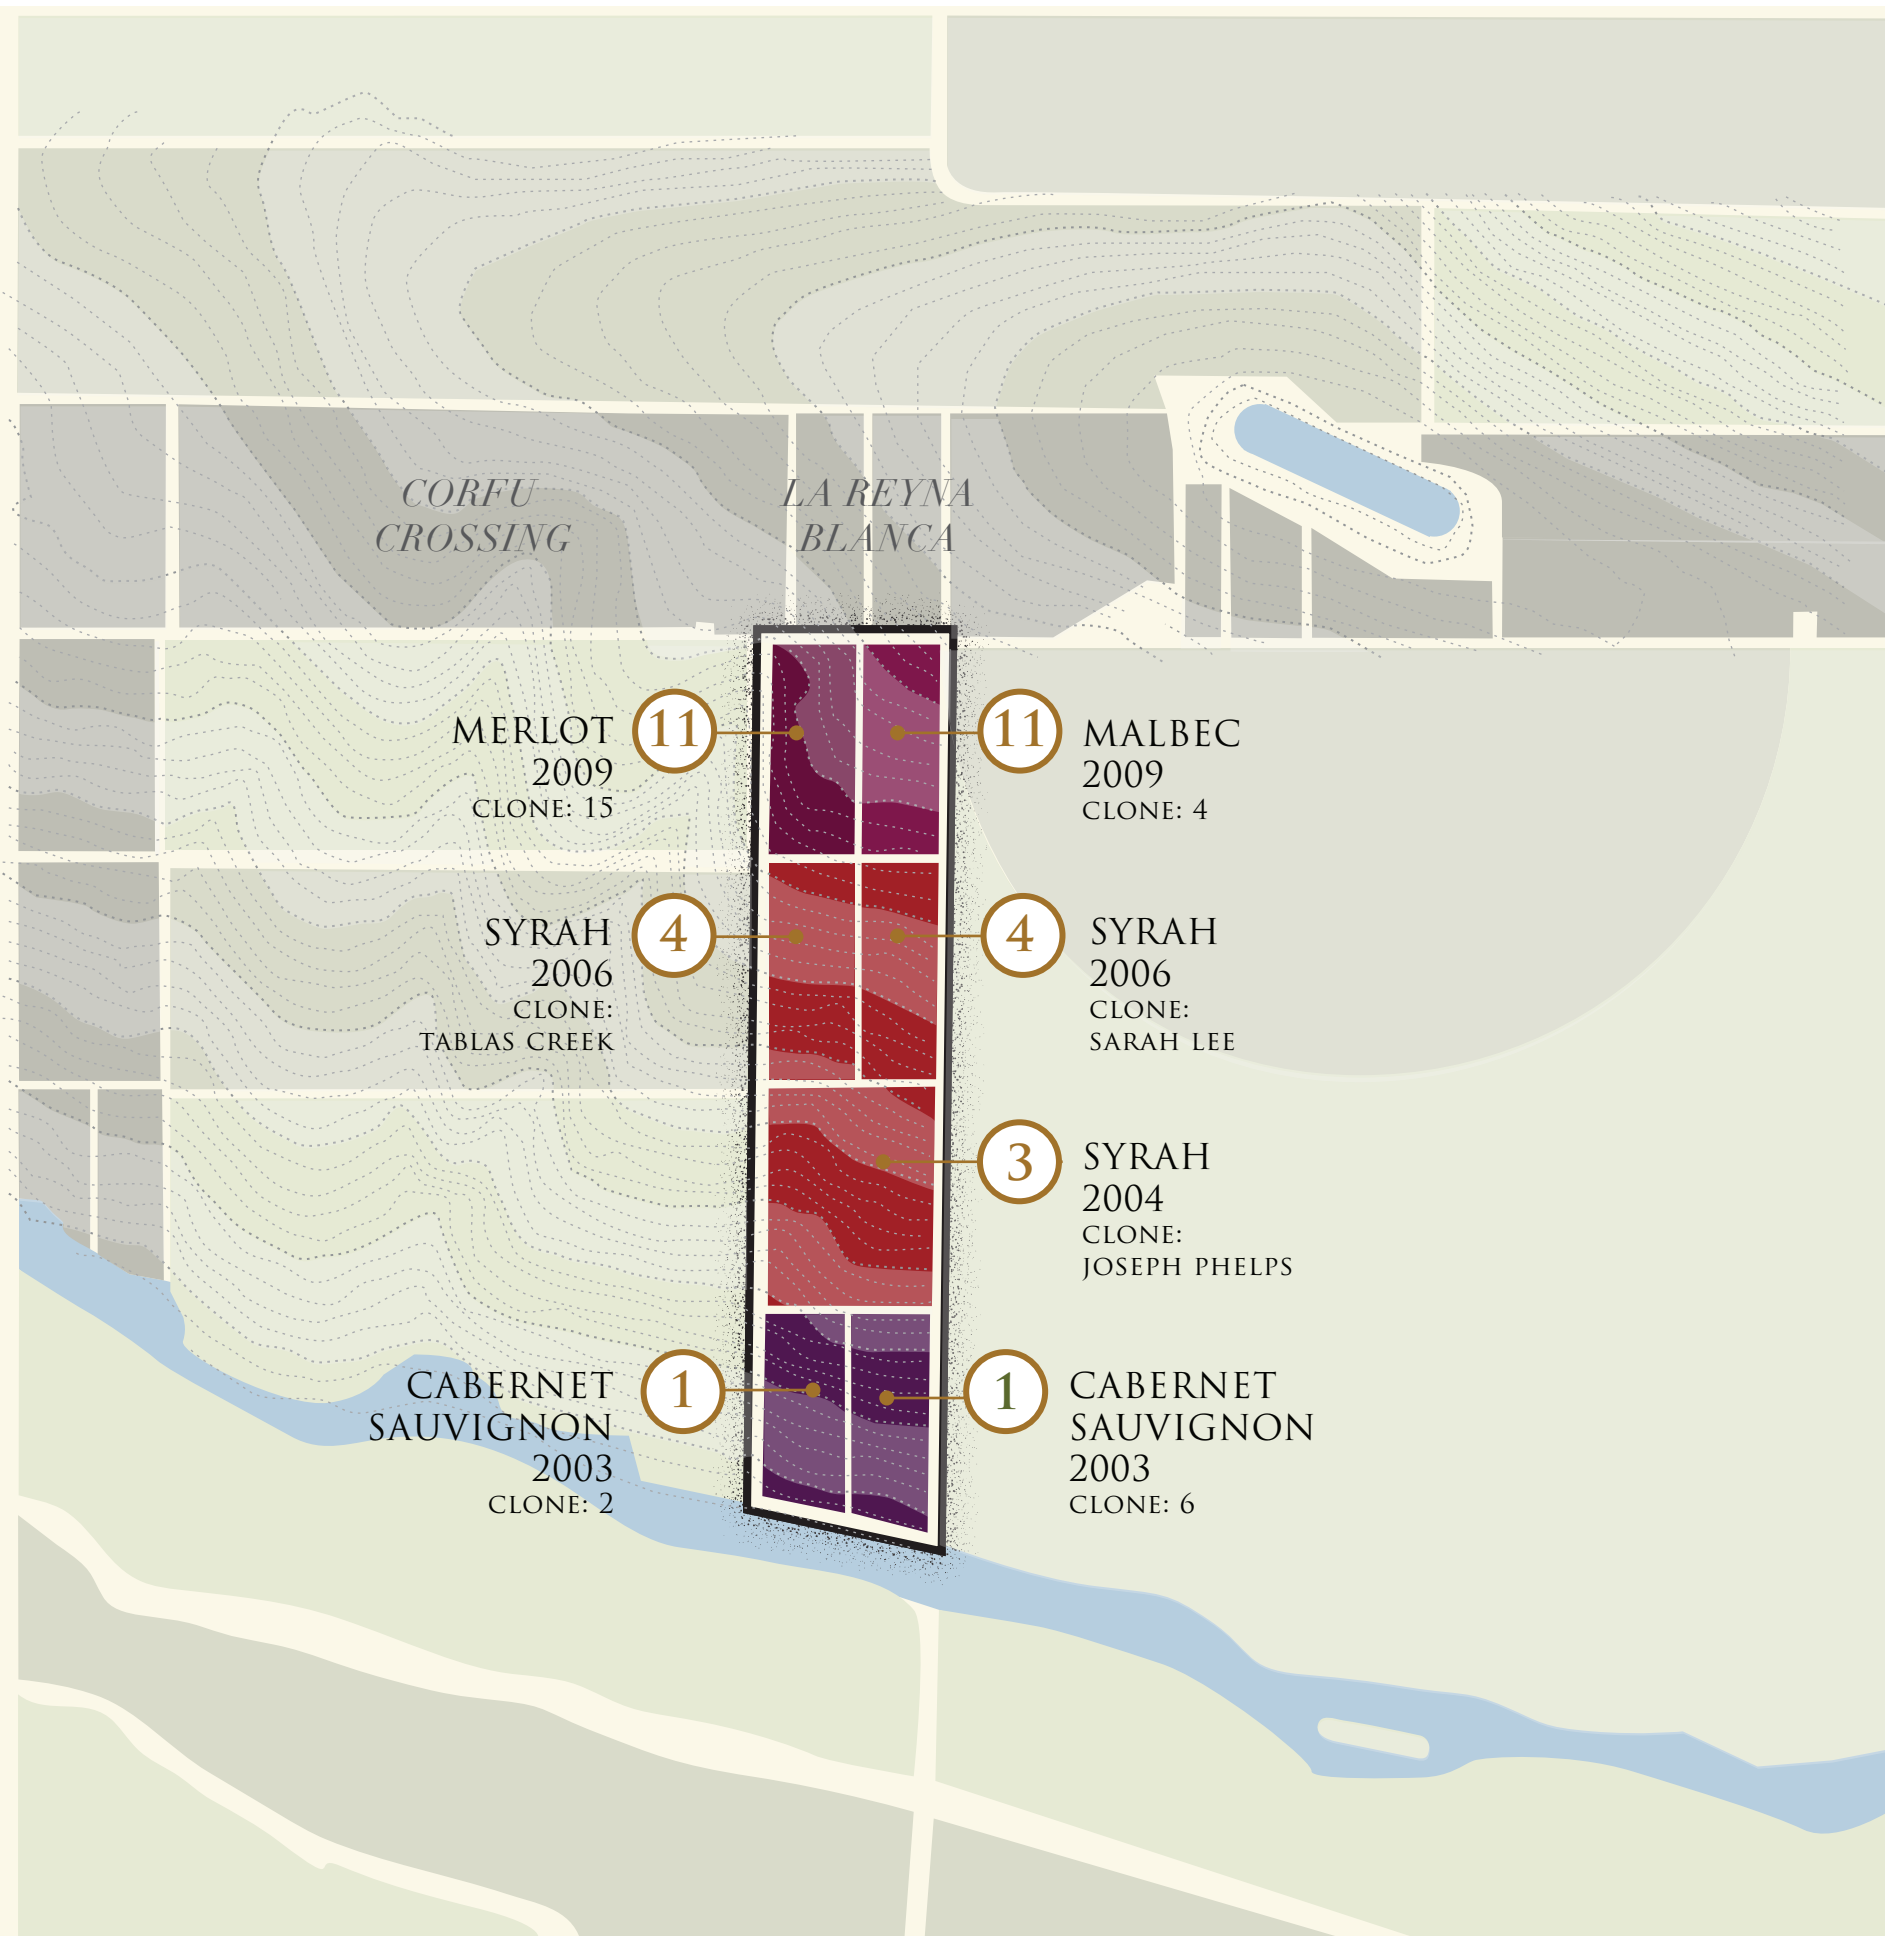 CORFU
CROSSING
LA REYNA
BLANCA
11
MERLOT
2009
CLONE: 15
11
MALBEC
2009
CLONE: 4
4
SYRAH
2006
CLONE:
TABLAS CREEK
4
SYRAH
2006
CLONE:
SARAH LEE
3
SYRAH
2004
CLONE:
JOSEPH PHELPS
1
CABERNET
SAUVIGNON
2003
CLONE: 2
1
CABERNET
SAUVIGNON
2003
CLONE: 6